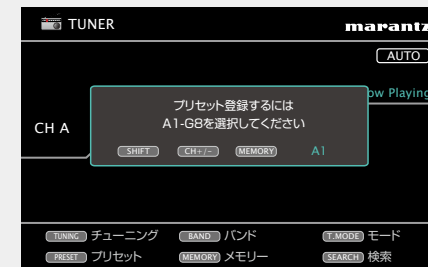 TUNER
marantz
AUTO
ow Playing
プリセット登録するには
A1-G8を選択してください
CH A
SHIFT CH+/- MEMORY A1
TUNING チューニング BAND バンド T.MODE モード
PRESET プリセット MEMORY メモリー SEARCH 検索